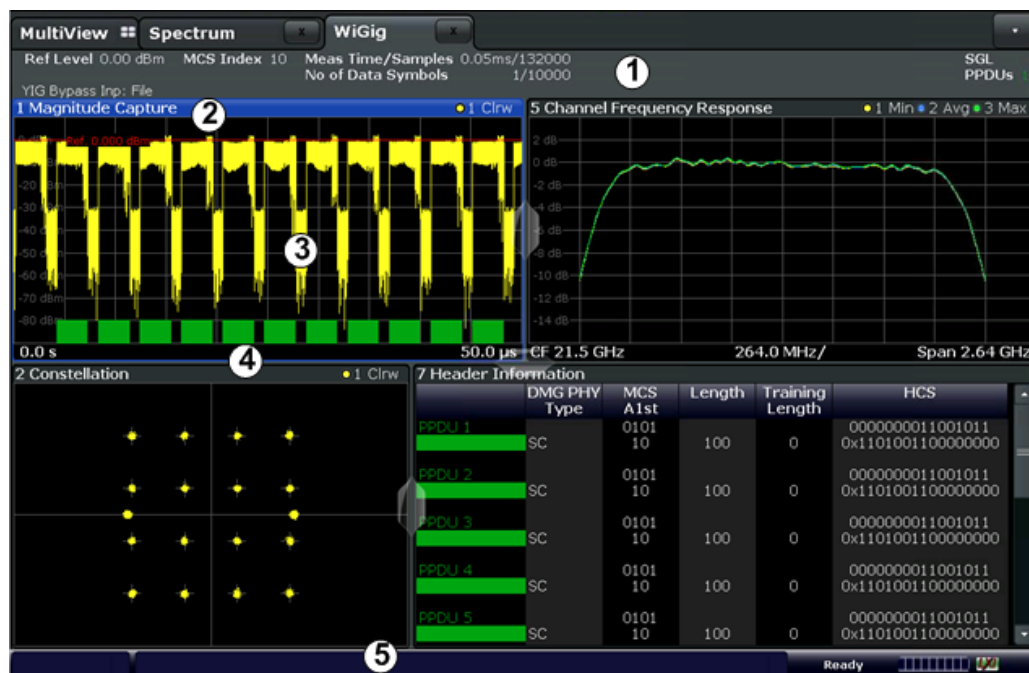 MultiView Spectrum x WiGig x
Ref Level 0.00 dBm MCS Index 10 Meas Time/Samples 0.05ms/132000 SGL
No of Data Symbols 1/10000 PPDUs
YIG Bypass Inp: File
1
1 Magnitude Capture 1 Clrw
2
Ref 0.000 dBm
-20
-40
-50
-60 dBm
-70 dBm
-80 dBm
3
0.0 s 50.0 µs
4
5 Channel Frequency Response 1 Min 2 Avg 3 Max
2 dB
0 dB
-2 dB
-4 dB
-6 dB
-8 dB
-10 dB
-12 dB
-14 dB
CF 21.5 GHz 264.0 MHz/ Span 2.64 GHz
2 Constellation 1 Clrw
7 Header Information
DMG PHY Type MCS A1st Length Training Length HCS
PPDU 1 0101 0000000011001011
SC 10 100 0 0x1101001100000000
PPDU 2 0101 0000000011001011
SC 10 100 0 0x1101001100000000
PPDU 3 0101 0000000011001011
SC 10 100 0 0x1101001100000000
PPDU 4 0101 0000000011001011
SC 10 100 0 0x1101001100000000
PPDU 5 0101 0000000011001011
SC 10 100 0 0x1101001100000000
5
Ready